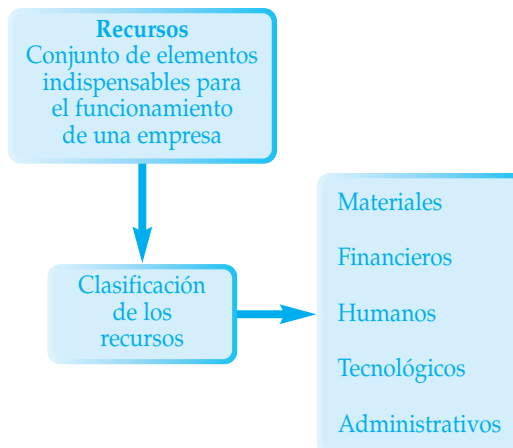 Recursos
Conjunto de elementos
indispensables para
el funcionamiento
de una empresa
Clasificación
de los
recursos
Materiales
Financieros
Humanos
Tecnológicos
Administrativos